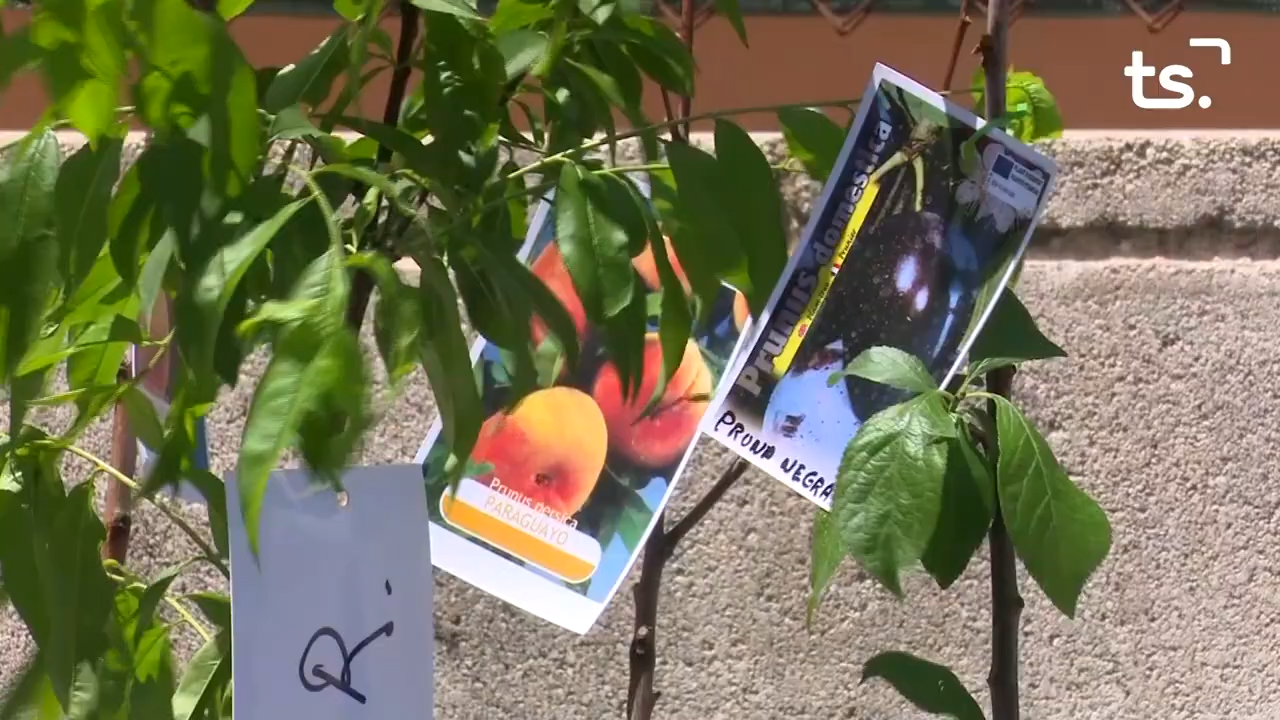 ts.
Prunus domestica
PRUNA NEGRA
Prunus persica
PARAGUAYO
R.